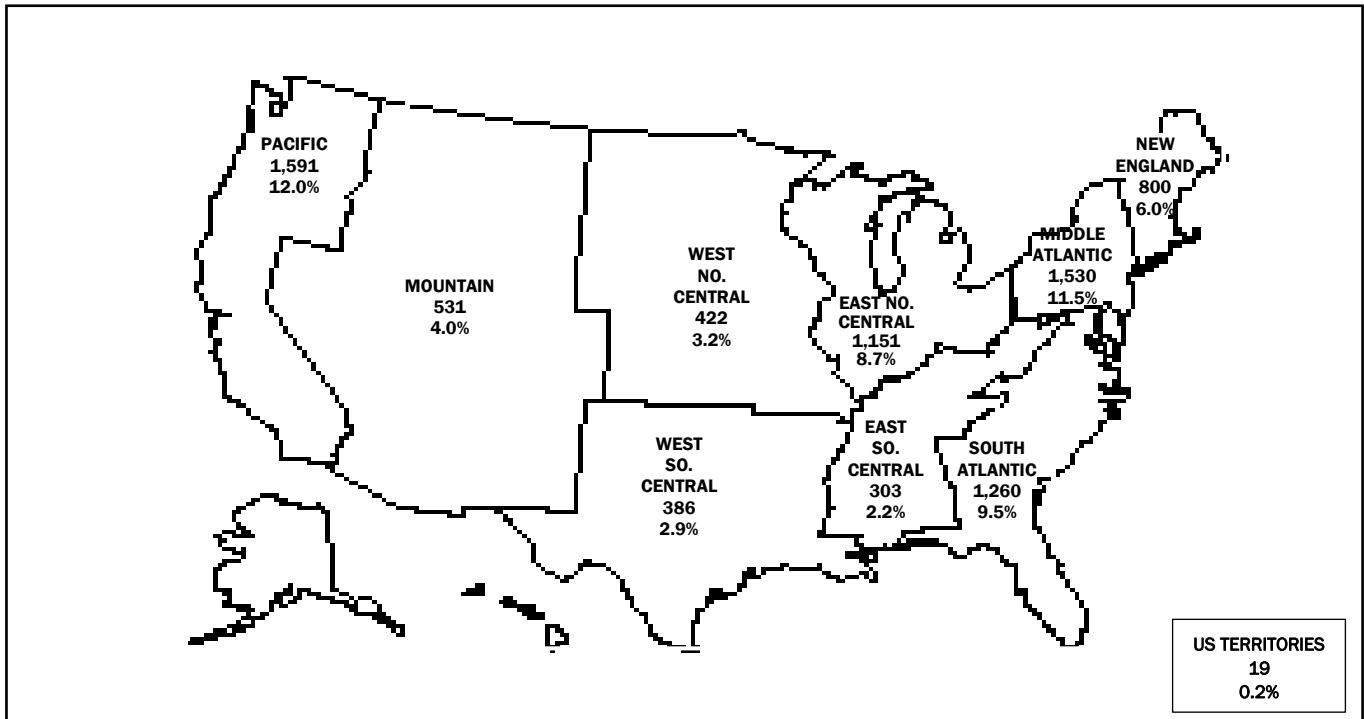 PACIFIC
1,591
12.0%
MOUNTAIN
531
4.0%
WEST
NO.
CENTRAL
422
3.2%
EAST NO.
CENTRAL
1,151
8.7%
NEW
ENGLAND
800
6.0%
MIDDLE
ATLANTIC
1,530
11.5%
WEST
SO.
CENTRAL
386
2.9%
EAST
SO.
CENTRAL
303
2.2%
SOUTH
ATLANTIC
1,260
9.5%
US TERRITORIES
19
0.2%